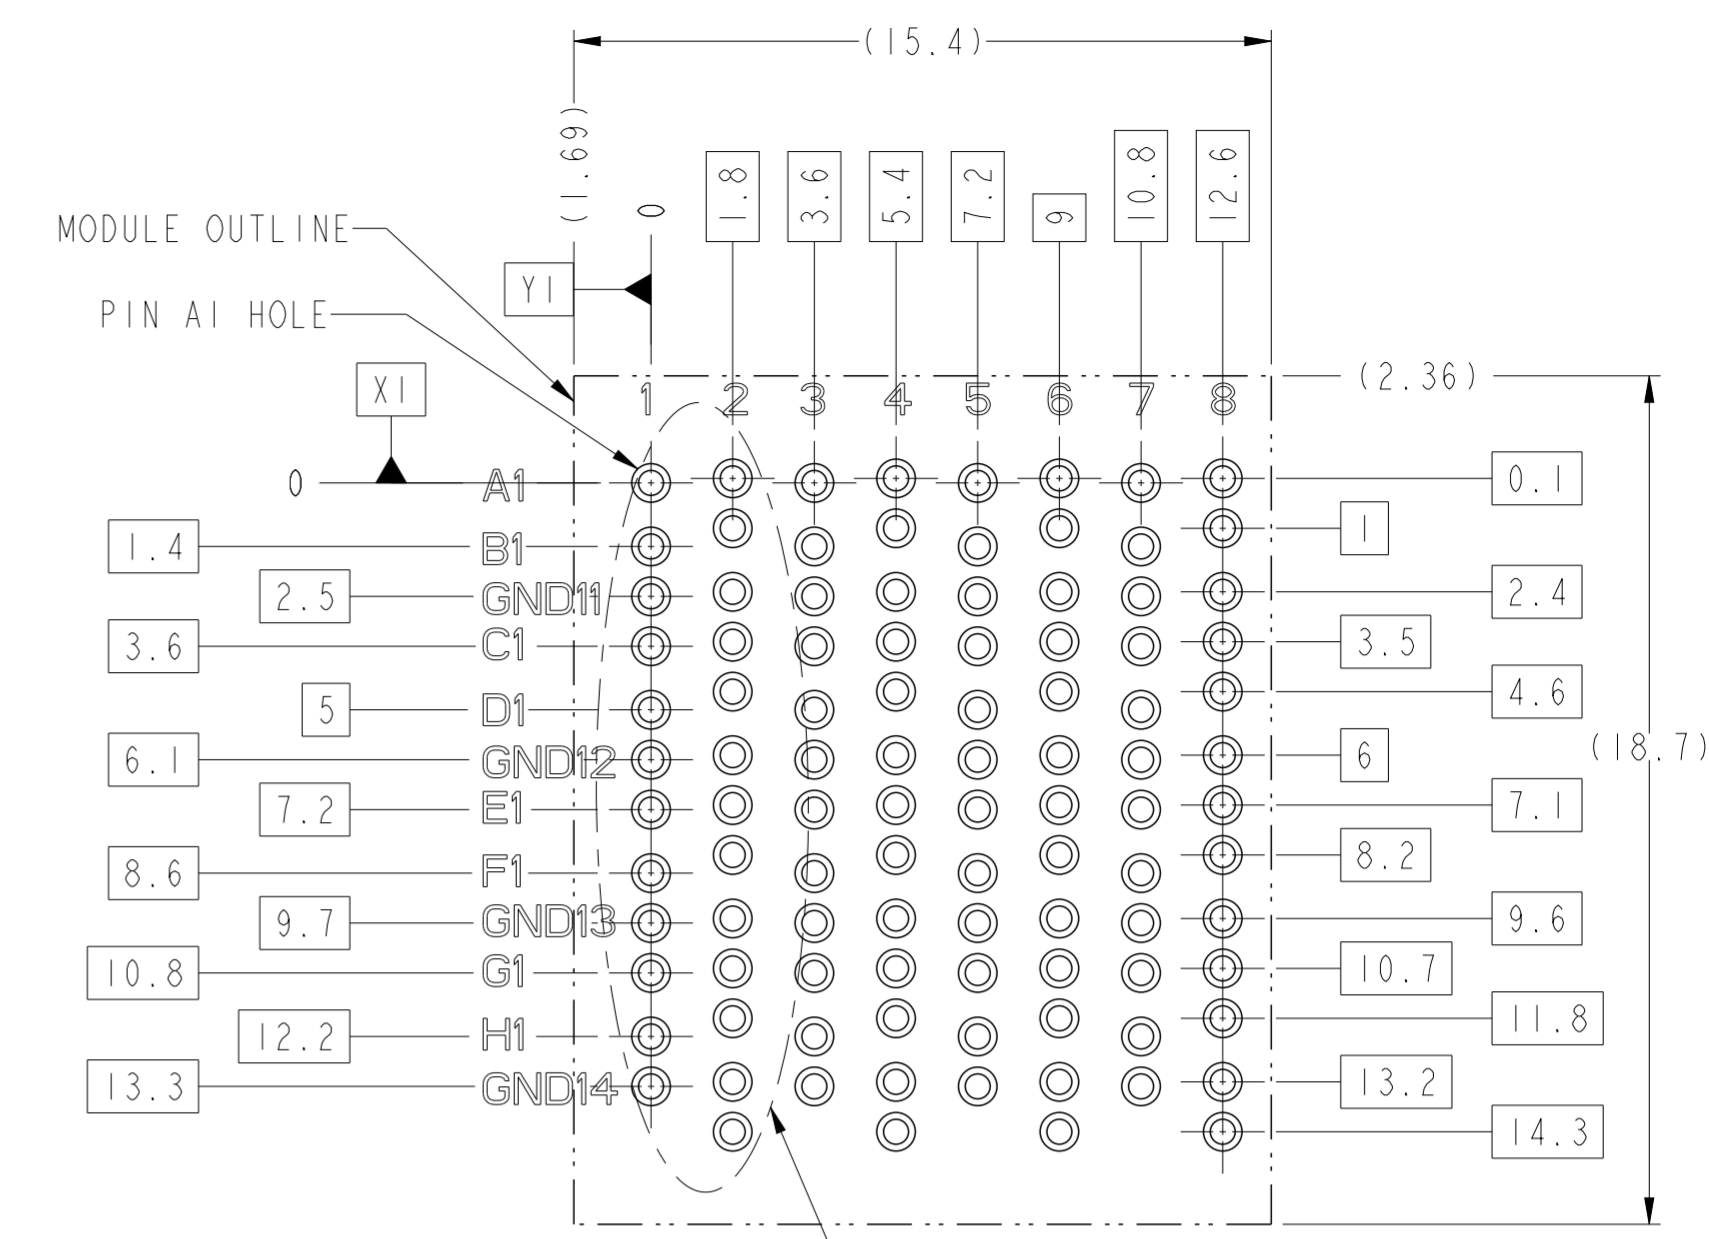 (15.4)
(1.69)
0
1.8
3.6
5.4
7.2
9
10.8
12.6
MODULE OUTLINE
Y1
PIN A1 HOLE
X1
(2.36)
1 2 3 4 5 6 7 8
0 A1 0.1
1
1.4 B1
2.5 GND11 2.4
3.6 C1 3.5
4.6
5 D1
6.1 GND12 6
(18.7)
7.2 E1 7.1
8.2
8.6 F1
9.7 GND13 9.6
10.8 G1 10.7
11.8
12.2 H1
13.3 GND14 13.2
14.3